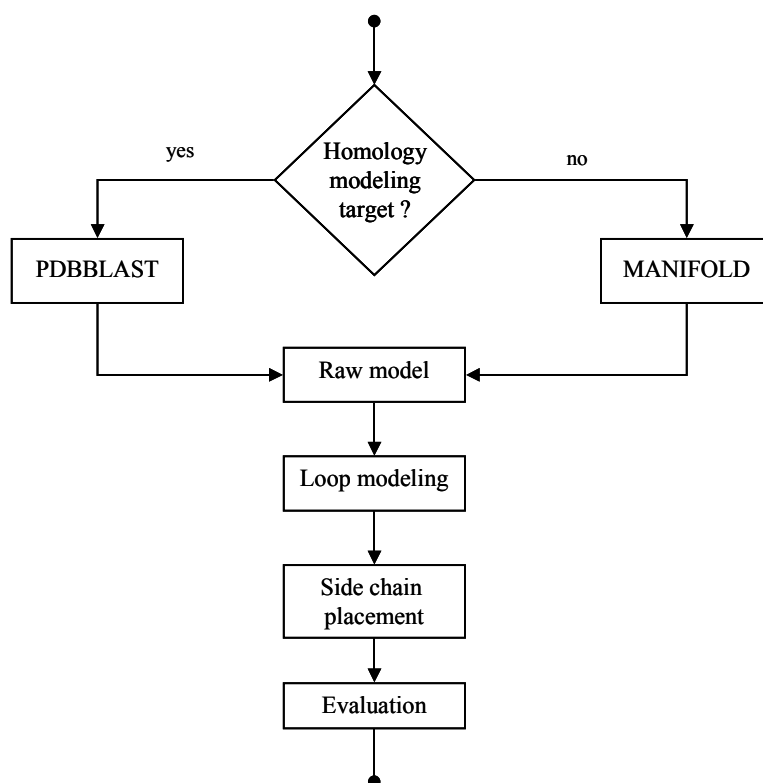 Homology
modeling
target ?
yes
no
PDBBLAST
MANIFOLD
Raw model
Loop modeling
Side chain
placement
Evaluation